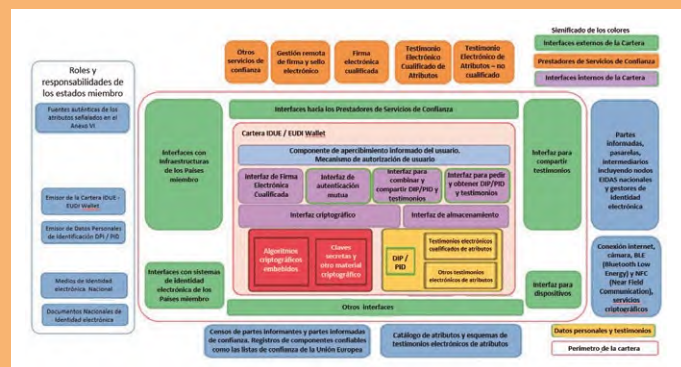 Significado de los colores
Interfaces externos de la Cartera
Prestadores de Servicios de Confianza
Interfaces internos de la Cartera
Otros
servicios de
confianza
Gestión remota
de firma y sello
electrónico
Firma
electrónica
cualificada
Testimonio
Electrónico
Cualificado de
Atributos
Testimonio
Electrónico de
Atributos – no
cualificado
Roles y
responsabilidades de
los estados miembro
Fuentes auténticas de los
atributos señalados en el
Anexo VI
Emisor de la Cartera IDUE -
EUDI Wallet
Emisor de Datos Personales
de Identificación DPI / PID
Medios de Identidad
electrónica. Nacional
Documentos Nacionales de
Identidad electrónica
Interfaces con
Infraestructuras
de los Países
miembro
Interfaces con sistemas
de identidad
electrónica de los
Países miembro
Interfaces hacia los Prestadores de Servicios de Confianza
Cartera IDUE / EUDI Wallet
Componente de apercibimiento informado del usuario.
Mecanismo de autorización de usuario
Interfaz de Firma
Electrónica
Cualificada
Interfaz de
autenticación
mutua
Interfaz para
combinar y
compartir DIP/PID
y testimonios
Interfaz para pedir
y obtener DIP/PID
y testimonios
Interfaz criptográfico
Interfaz de almacenamiento
Algoritmos
criptográficos
embebidos
Claves
secretas y
otro material
criptográfico
DIP /
PID
Testimonios electrónicos
cualificados de atributos
Otros testimonios
electrónicos de atributos
Otros interfaces
Interfaz para
compartir
testimonios
Interfaz para
dispositivos
Partes
informadas,
pasarelas,
intermediarios
incluyendo nodos
EIDAS nacionales
y gestores de
identidad
electrónica
Conexión internet,
cámara, BLE
(Bluetooth Low
Energy) y NFC
(Near Field
Communication),
servicios
criptográficos
Censos de partes informantes y partes informadas
de confianza. Registros de componentes confiables
como las listas de confianza de la Unión Europea
Catálogo de atributos y esquemas de
testimonios electrónicos de atributos
Datos personales y testimonios
Perímetro de la cartera